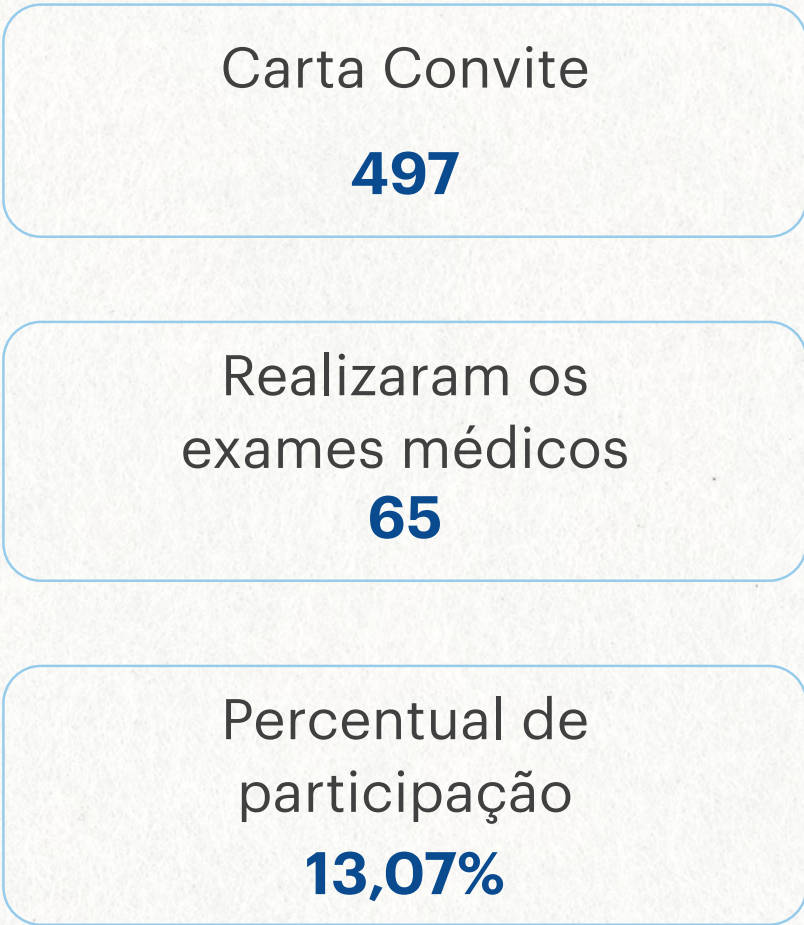 Carta Convite
497
Realizaram os
exames médicos
65
Percentual de
participação
13,07%